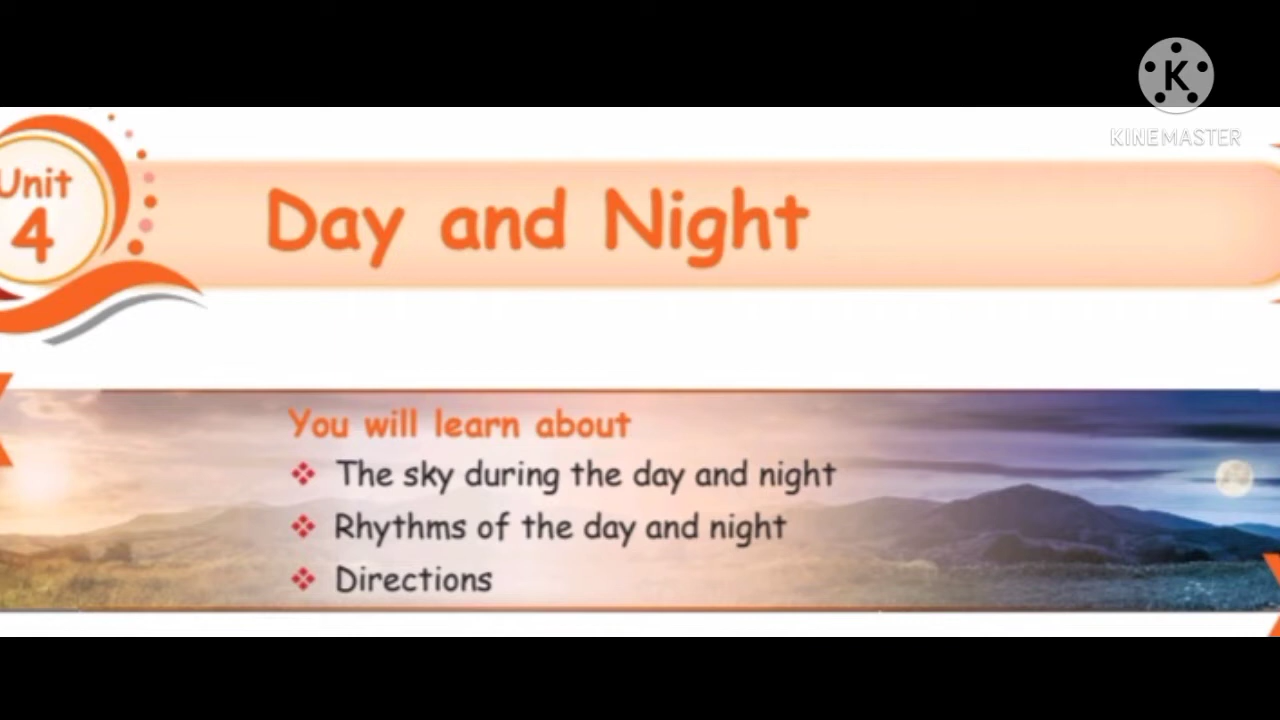 K
KINEMASTER
Unit
4
Day and Night
You will learn about
The sky during the day and night
Rhythms of the day and night
Directions